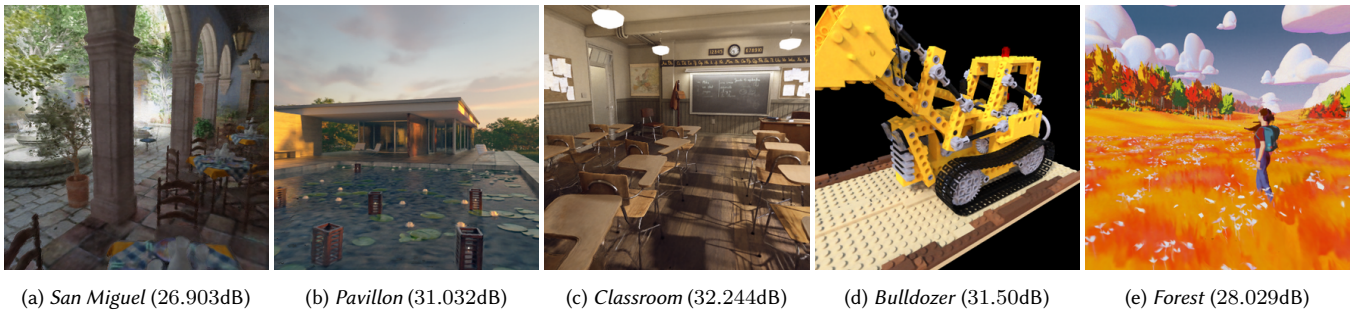 (a) San Miguel (26.903dB)
(b) Pavillon (31.032dB)
(c) Classroom (32.244dB)
(d) Bulldozer (31.50dB)
(e) Forest (28.029dB)